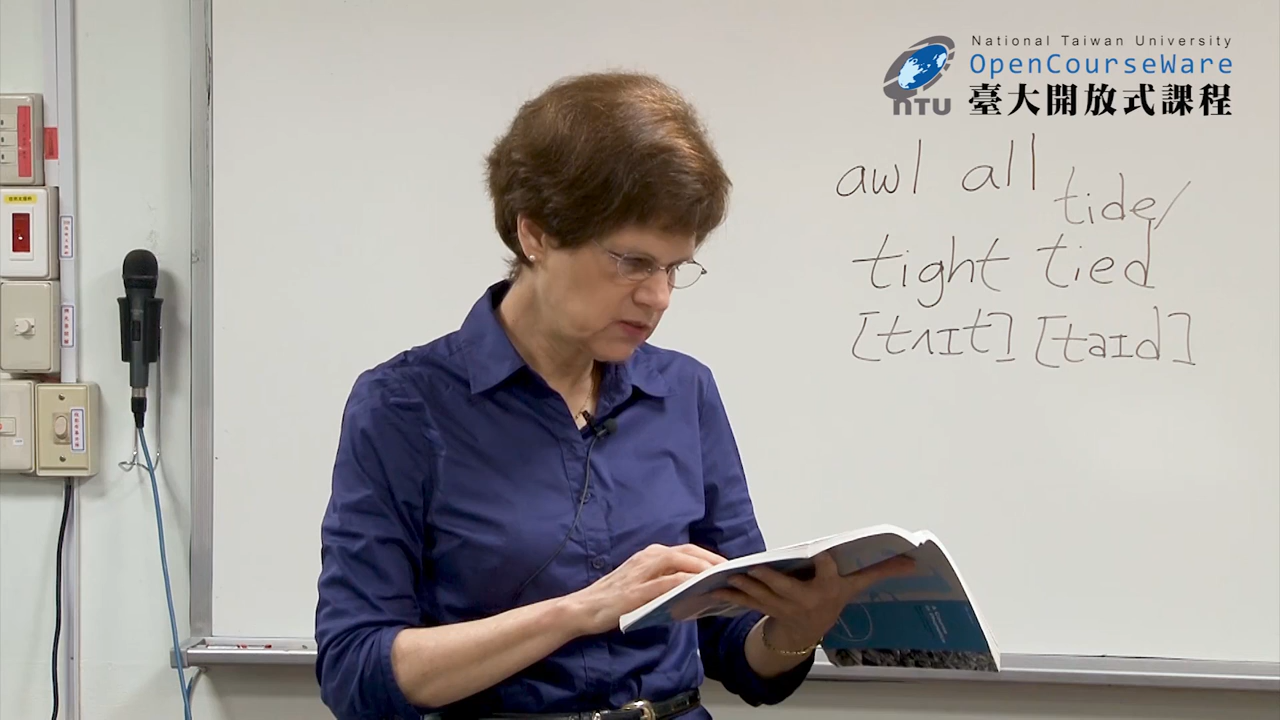 National Taiwan University
OpenCourseWare
NTU 臺大開放式課程
awl all
tide/
tight tied
[tʌɪt] [taɪd]